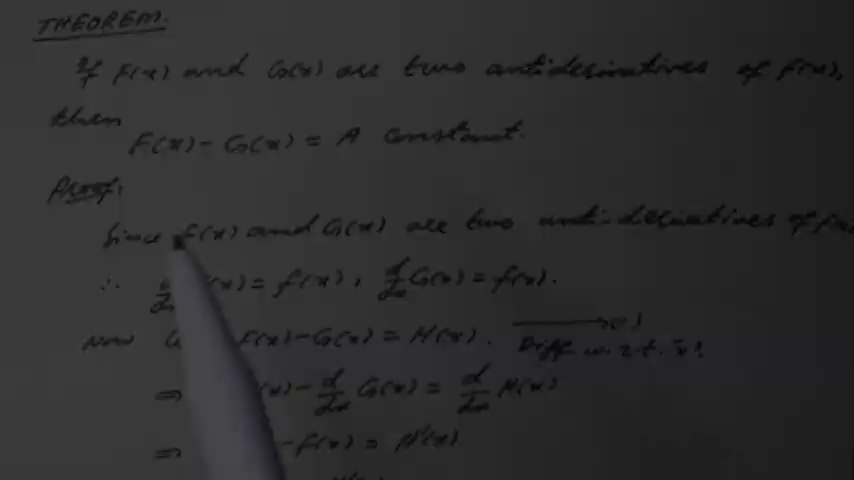 THEOREM.
If F(x) and G(x) are two antiderivatives of f(x),
then
F(x) - G(x) = A constant.
Proof:
Since F(x) and G(x) are two anti-derivatives of f(x)
∴ (x) = f(x), d/dx G(x) = f(x).
Now F(x) - G(x) = H(x). Diff. w.r.t. 'x'
⇒ (x) - d/dx G(x) = d/dx H(x)
⇒ - f(x) = H'(x)